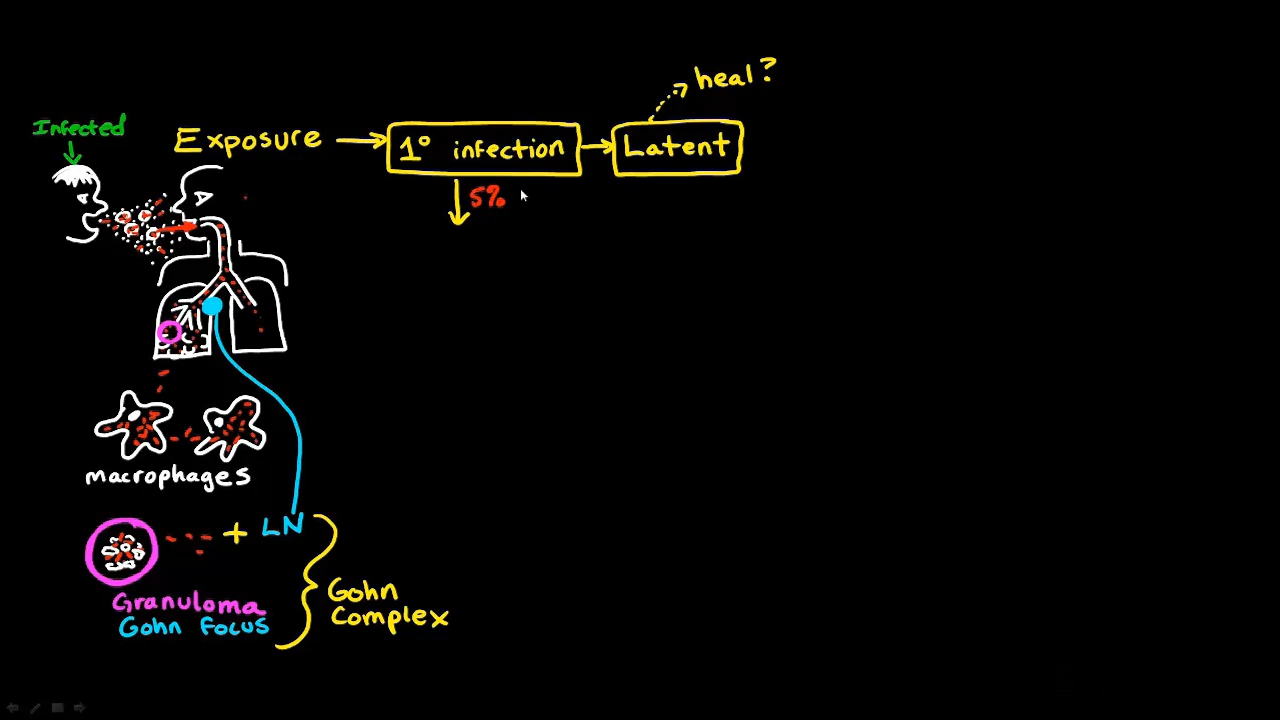 heal?
Infected
Exposure
1° infection
Latent
5%
macrophages
+ LN
Granuloma
Gohn Focus
Gohn
Complex